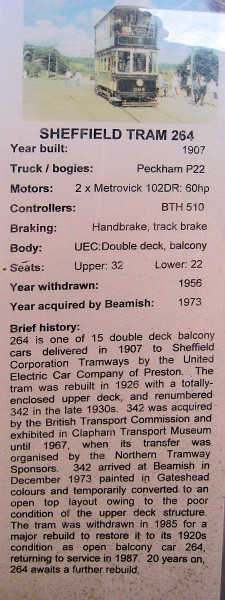 SHEFFIELD TRAM 264
Year built: 1907
Truck / bogies: Peckham P22
Motors: 2 x Metrovick 102DR: 60hp
Controllers: BTH 510
Braking: Handbrake, track brake
Body: UEC:Double deck, balcony
Seats: Upper: 32 Lower: 22
Year withdrawn: 1956
Year acquired by Beamish: 1973
Brief history:
264 is one of 15 double deck balcony
cars delivered in 1907 to Sheffield
Corporation Tramways by the United
Electric Car Company of Preston. The
tram was rebuilt in 1926 with a totally-
enclosed upper deck, and renumbered
342 in the late 1930s. 342 was acquired
by the British Transport Commission and
exhibited in Clapham Transport Museum
until 1967, when its transfer was
organised by the Northern Tramway
Sponsors. 342 arrived at Beamish in
December 1973 painted in Gateshead
colours and temporarily converted to an
open top layout owing to the poor
condition of the upper deck structure.
The tram was withdrawn in 1985 for a
major rebuild to restore it to its 1920s
condition as open balcony car 264,
returning to service in 1987. 20 years on,
264 awaits a further rebuild.